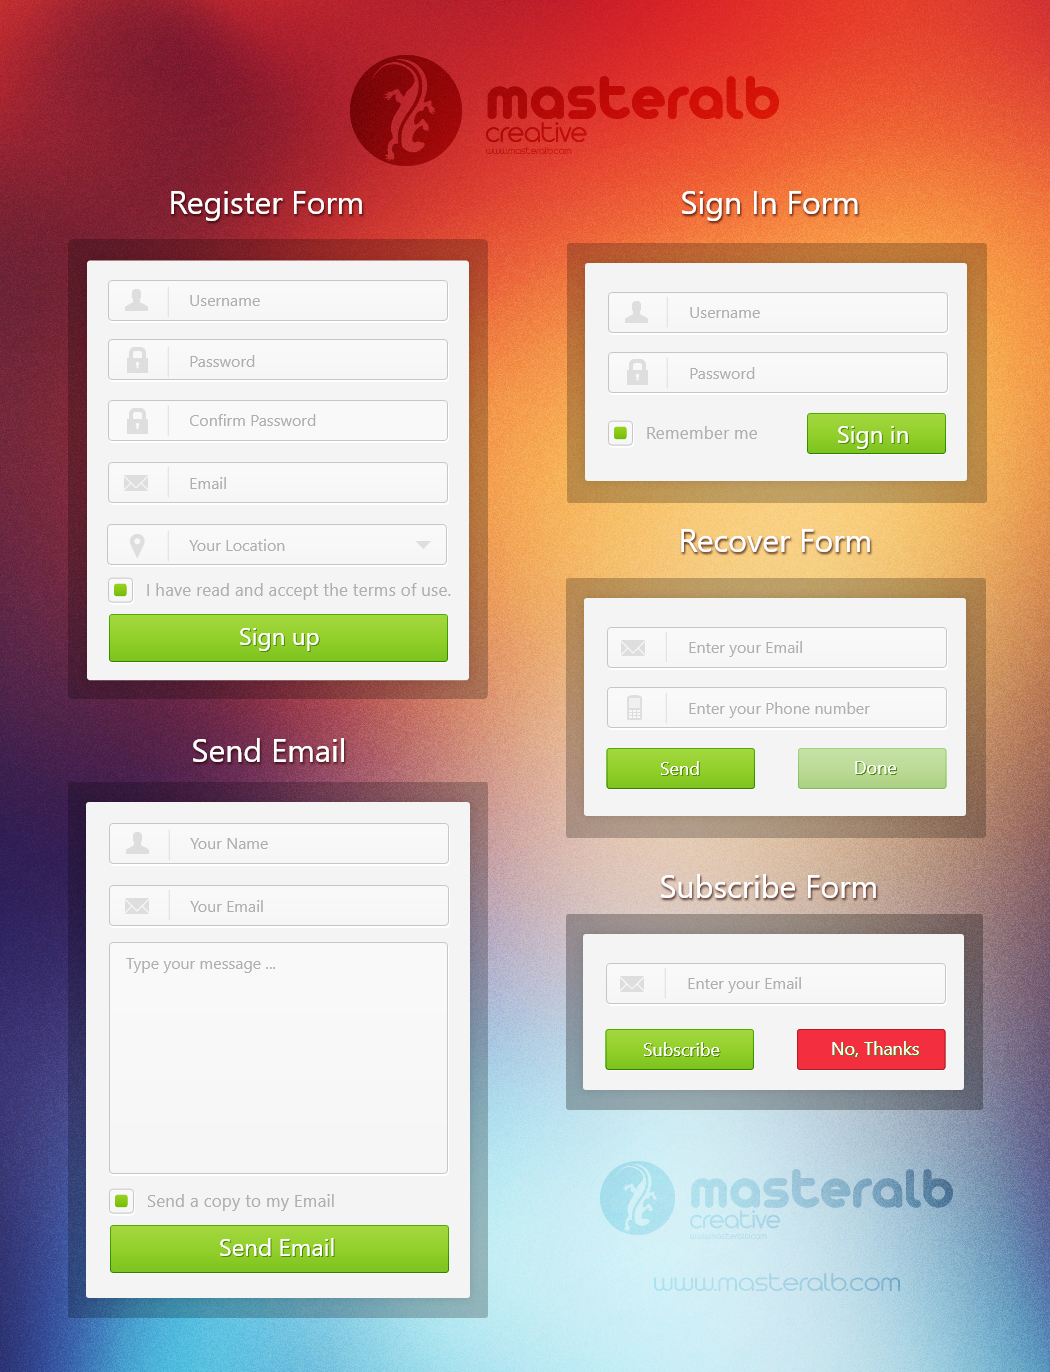 masteralb
creative
www.masteralb.com
Register Form
Username
Password
Confirm Password
Email
Your Location
I have read and accept the terms of use.
Sign up
Send Email
Your Name
Your Email
Type your message ...
Send a copy to my Email
Send Email
Sign In Form
Username
Password
Remember me
Sign in
Recover Form
Enter your Email
Enter your Phone number
Send
Done
Subscribe Form
Enter your Email
Subscribe
No, Thanks
masteralb
creative
www.masteralb.com
www.masteralb.com